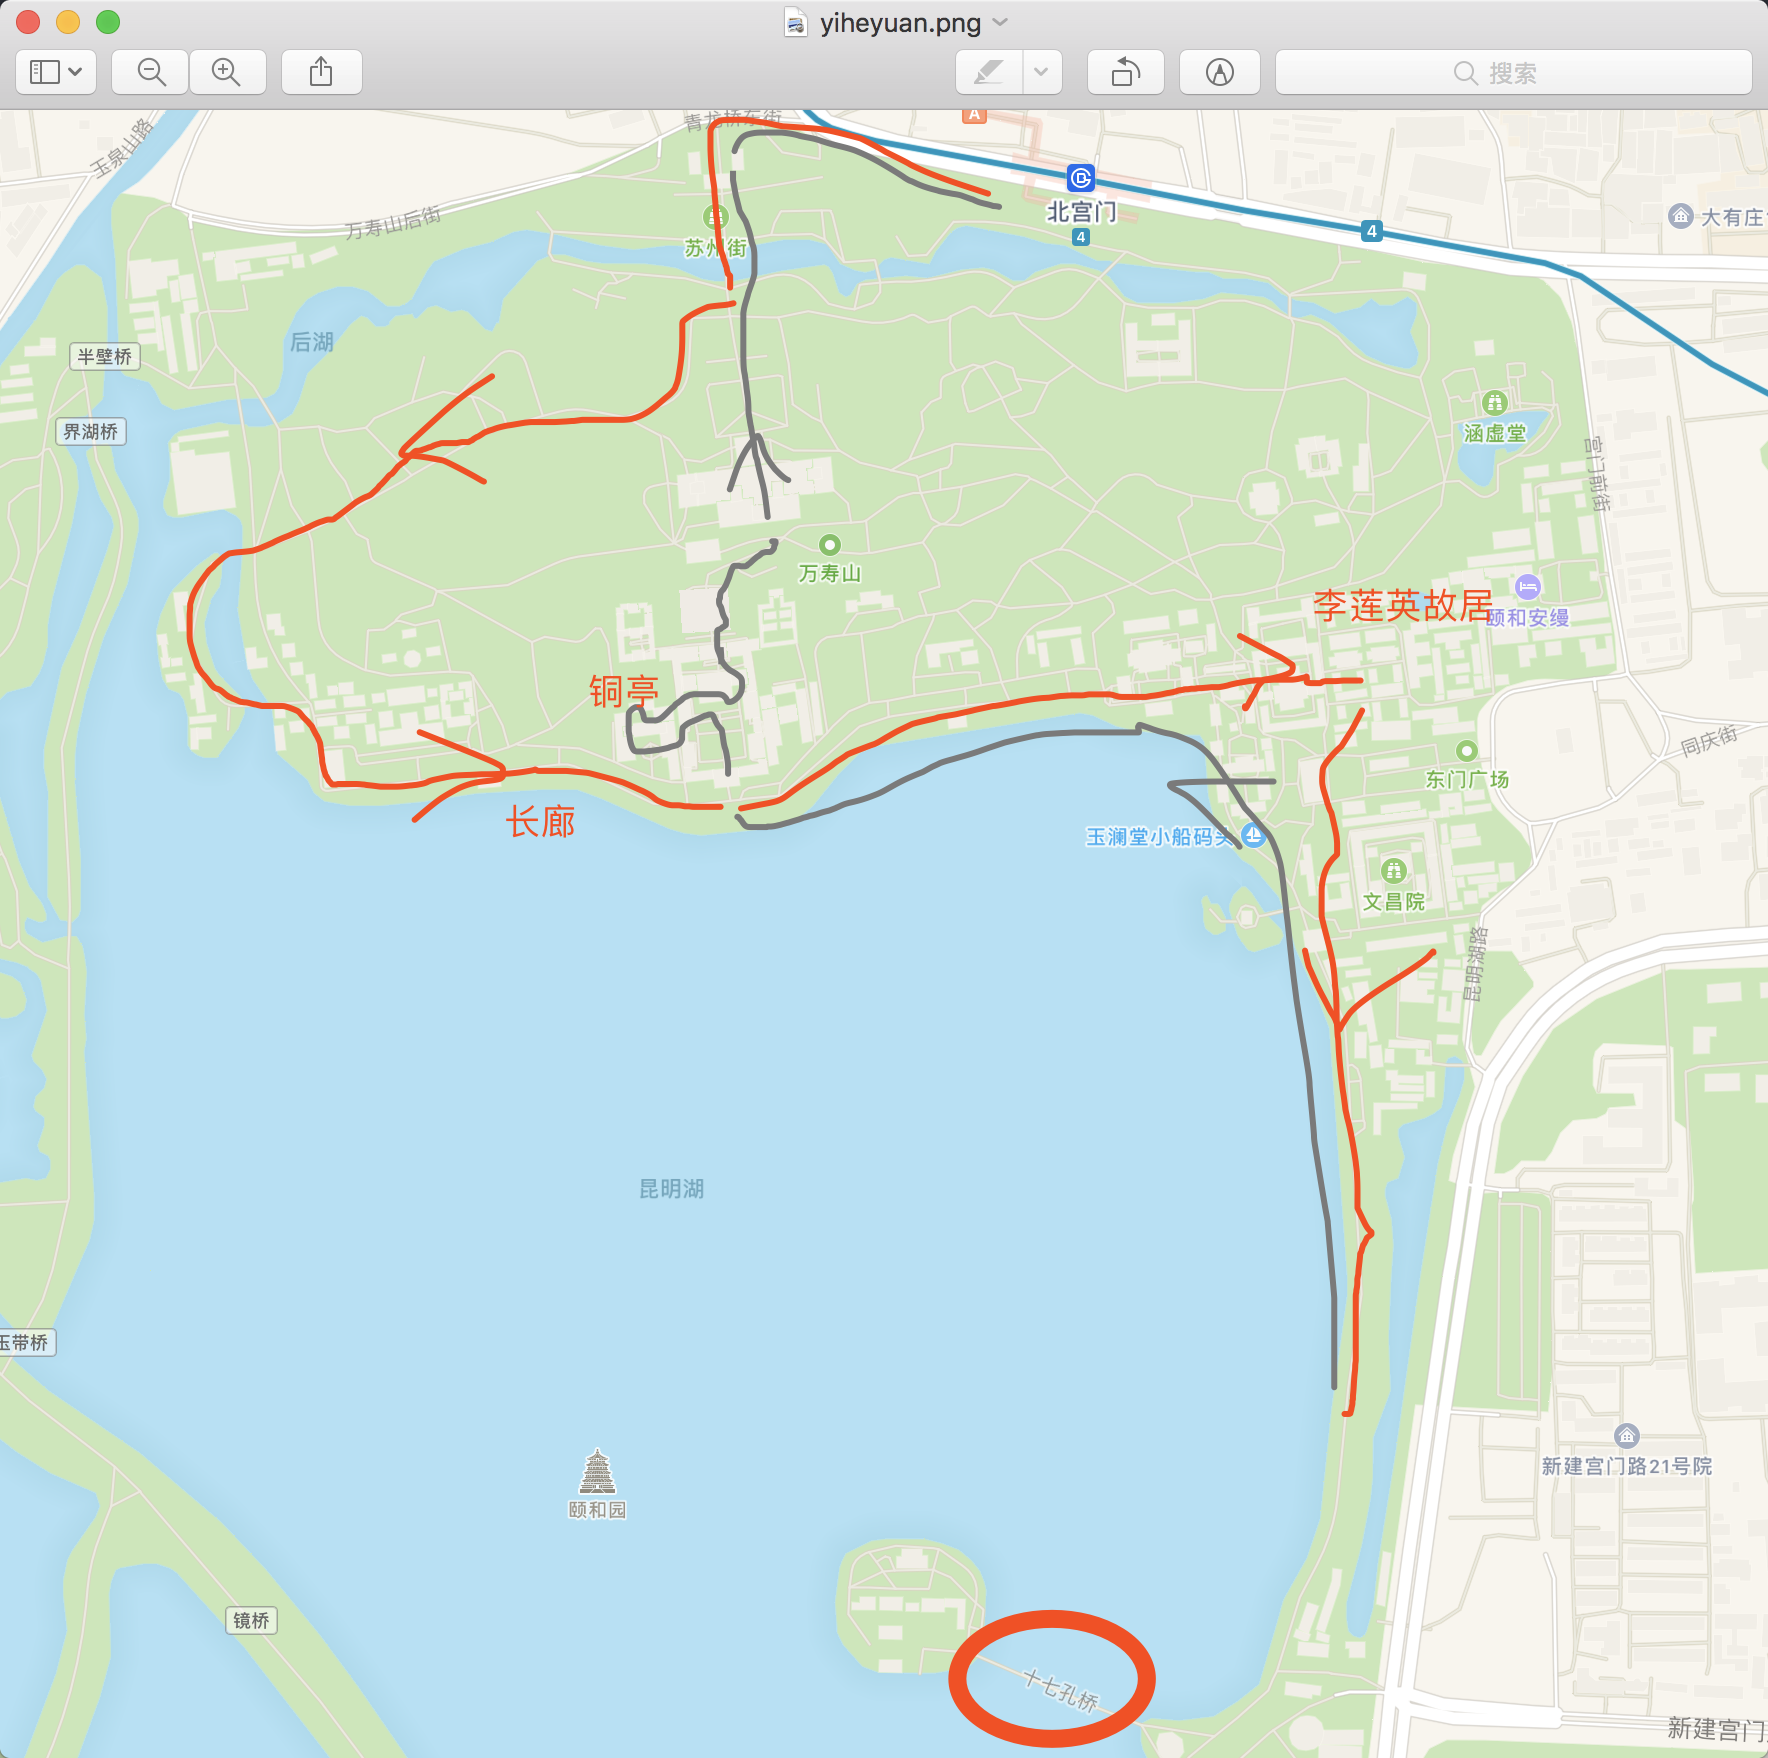 yiheyuan.png
搜索
青龙桥东街
A
玉泉山路
北宫门
4
4
大有庄
万寿山后街
苏州街
后湖
半壁桥
界湖桥
涵虚堂
宫门前街
万寿山
李莲英故居
颐和安缦
铜亭
同庆街
东门广场
长廊
玉澜堂小船码头
文昌院
昆明湖路
昆明湖
玉带桥
新建宫门路21号院
颐和园
镜桥
十七孔桥
新建宫门